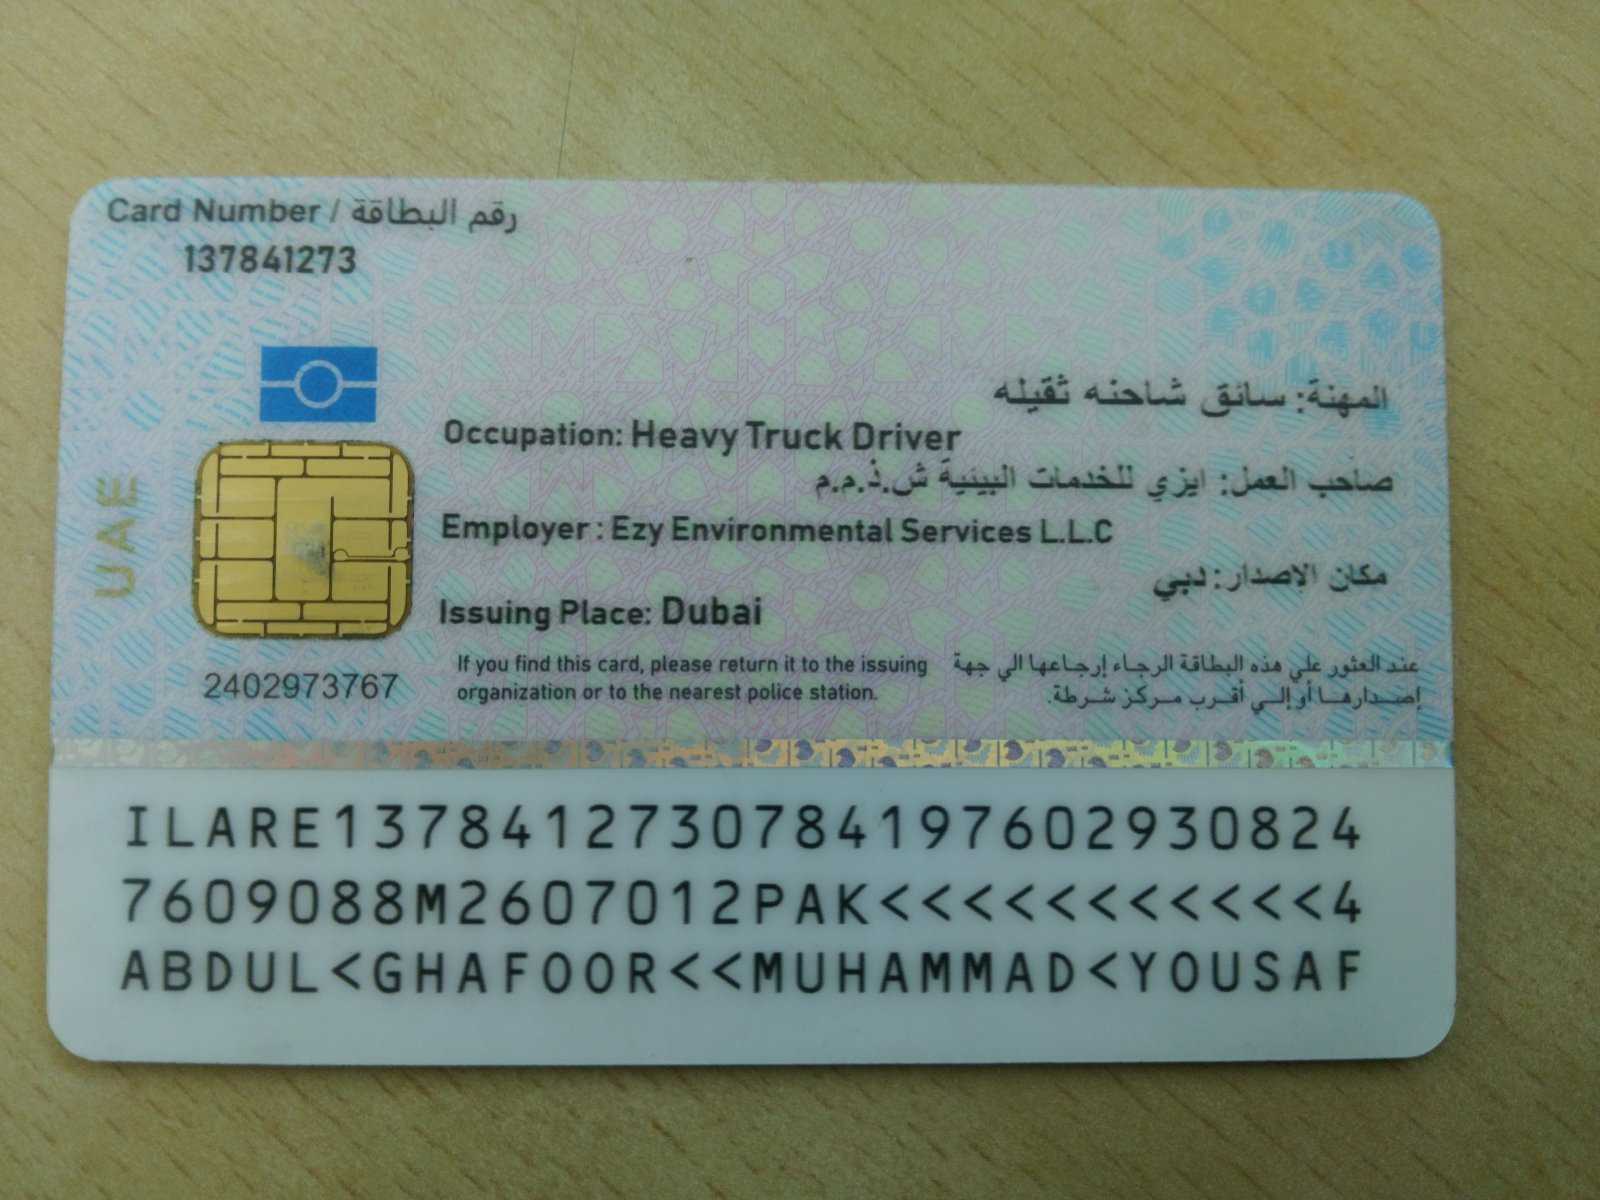 Card Number / رقم البطاقة
137841273
المهنة: سائق شاحنه ثقيله
Occupation: Heavy Truck Driver
صاحب العمل: ايزي للخدمات البيئية ش.ذ.م.م
Employer : Ezy Environmental Services L.L.C
مكان الإصدار: دبي
Issuing Place: Dubai
UAE
2402973767
If you find this card, please return it to the issuing
organization or to the nearest police station.
عند العثور علي هذه البطاقة الرجاء إرجاعها الي جهة
إصدارها أو إلي أقرب مركز شرطة.
ILARE1378412730784197602930824
7609088M2607012PAK<<<<<<<<<<<4
ABDUL<GHAFOOR<<MUHAMMAD<YOUSAF